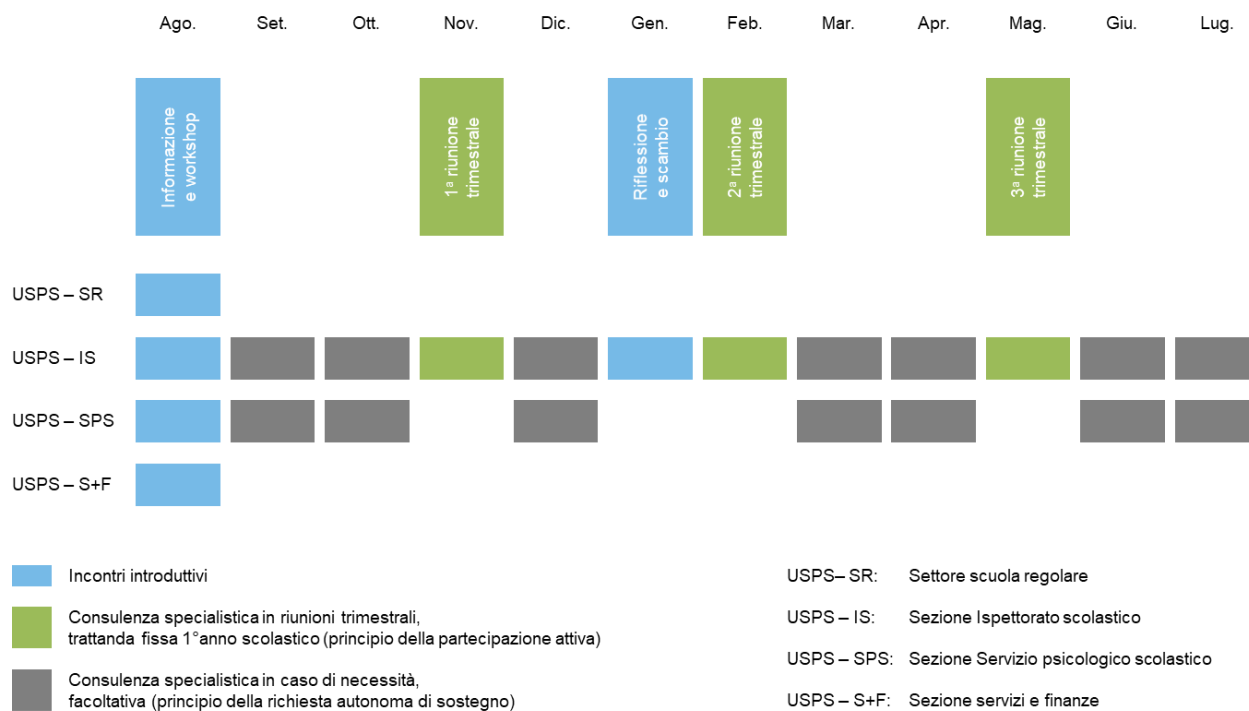 Ago. Set. Ott. Nov. Dic. Gen. Feb. Mar. Apr. Mag. Giu. Lug.
Informazione
e workshop
1ª riunione
trimestrale
Riflessione
e scambio
2ª riunione
trimestrale
3ª riunione
trimestrale
USPS – SR
USPS – IS
USPS – SPS
USPS – S+F
Incontri introduttivi
Consulenza specialistica in riunioni trimestrali,
trattanda fissa 1°anno scolastico (principio della partecipazione attiva)
Consulenza specialistica in caso di necessità,
facoltativa (principio della richiesta autonoma di sostegno)
USPS– SR: Settore scuola regolare
USPS – IS: Sezione Ispettorato scolastico
USPS – SPS: Sezione Servizio psicologico scolastico
USPS – S+F: Sezione servizi e finanze